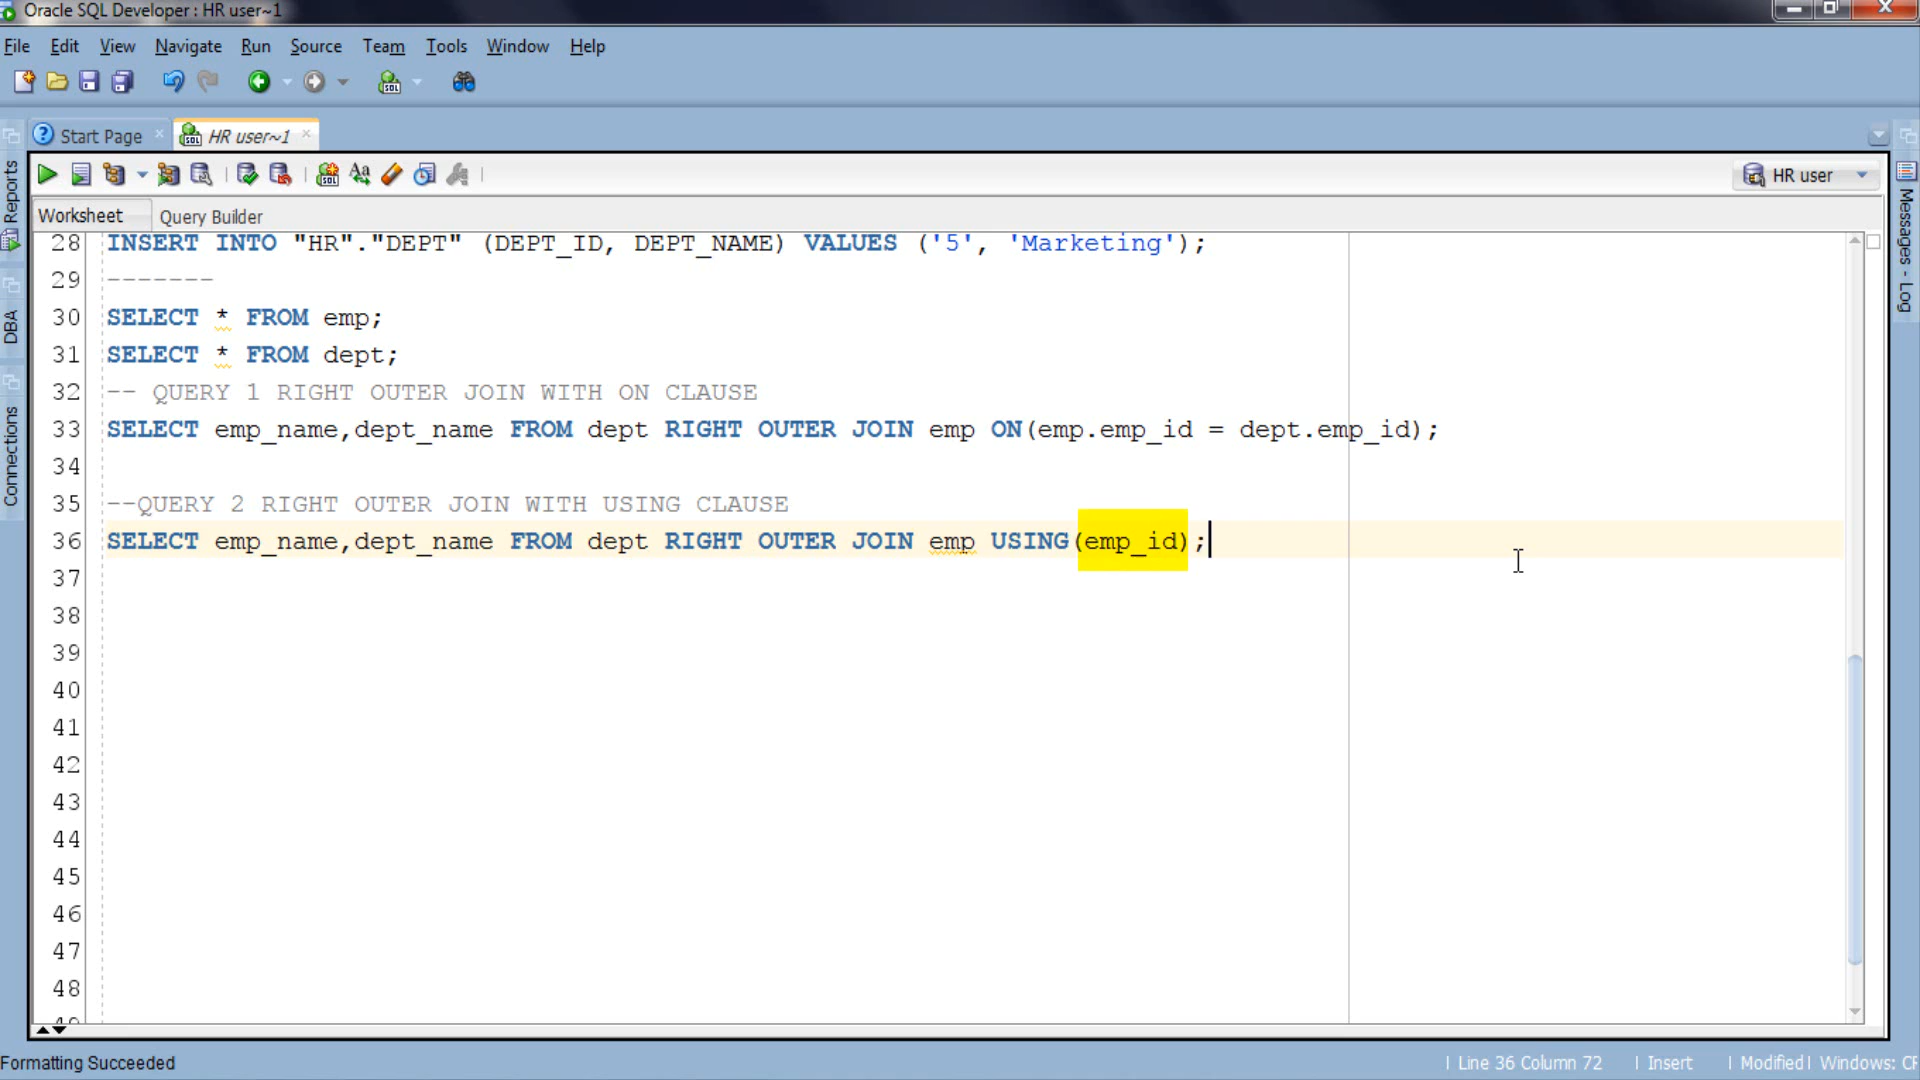 Oracle SQL Developer : HR user~1
File Edit View Navigate Run Source Team Tools Window Help
Start Page HR user~1
HR user
Worksheet Query Builder
Reports
DBA
Connections
Messages - Log
28 INSERT INTO "HR"."DEPT" (DEPT_ID, DEPT_NAME) VALUES ('5', 'Marketing');
29 -------
30 SELECT * FROM emp;
31 SELECT * FROM dept;
32 -- QUERY 1 RIGHT OUTER JOIN WITH ON CLAUSE
33 SELECT emp_name,dept_name FROM dept RIGHT OUTER JOIN emp ON(emp.emp_id = dept.emp_id);
34
35 --QUERY 2 RIGHT OUTER JOIN WITH USING CLAUSE
36 SELECT emp_name,dept_name FROM dept RIGHT OUTER JOIN emp USING(emp_id);
37
38
39
40
41
42
43
44
45
46
47
48
Formatting Succeeded
Line 36 Column 72 Insert Modified Windows: CR